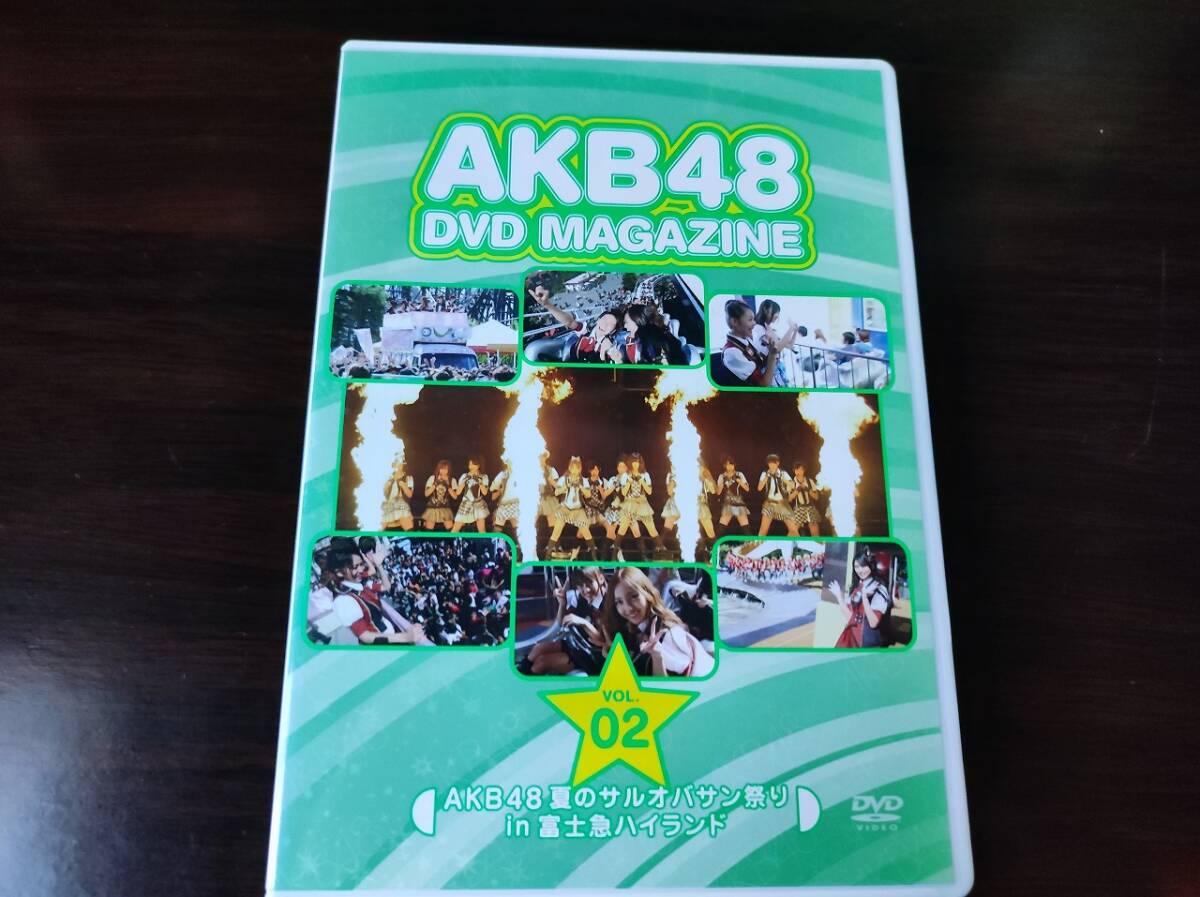 AKB48
DVD MAGAZINE
VOL.
02
AKB48 夏のサルオバサン祭り
in 富士急ハイランド
DVD
VIDEO